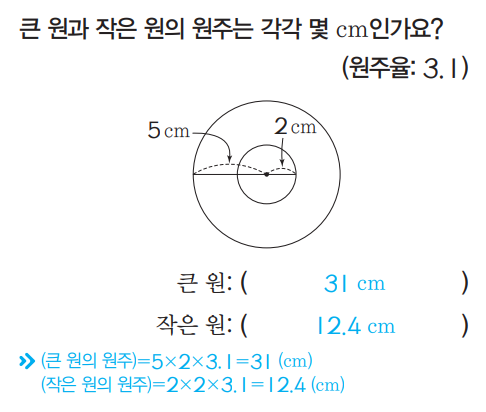 큰 원과 작은 원의 원주는 각각 몇 cm인가요?
(원주율: 3.1)
5 cm
2 cm
큰 원: ( 31 cm )
작은 원: ( 12.4 cm )
≫ (큰 원의 원주)=5×2×3.1=31 (cm)
(작은 원의 원주)=2×2×3.1=12.4 (cm)